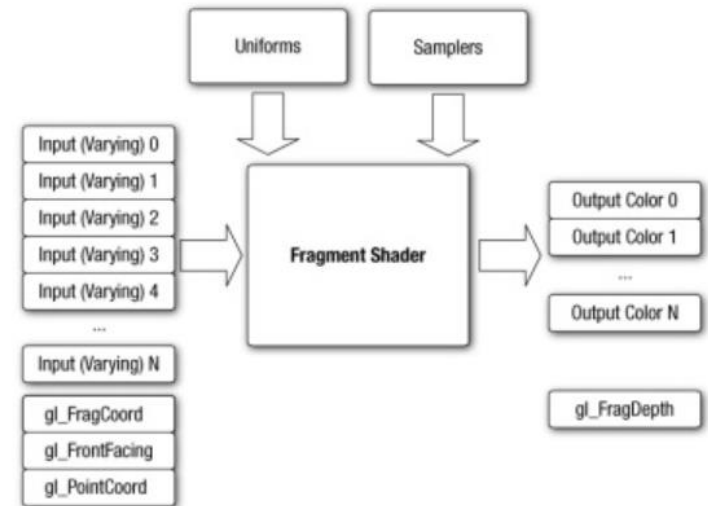 Uniforms
Samplers
Input (Varying) 0
Input (Varying) 1
Input (Varying) 2
Input (Varying) 3
Input (Varying) 4
...
Input (Varying) N
gl_FragCoord
gl_FrontFacing
gl_PointCoord
Fragment Shader
Output Color 0
Output Color 1
...
Output Color N
gl_FragDepth